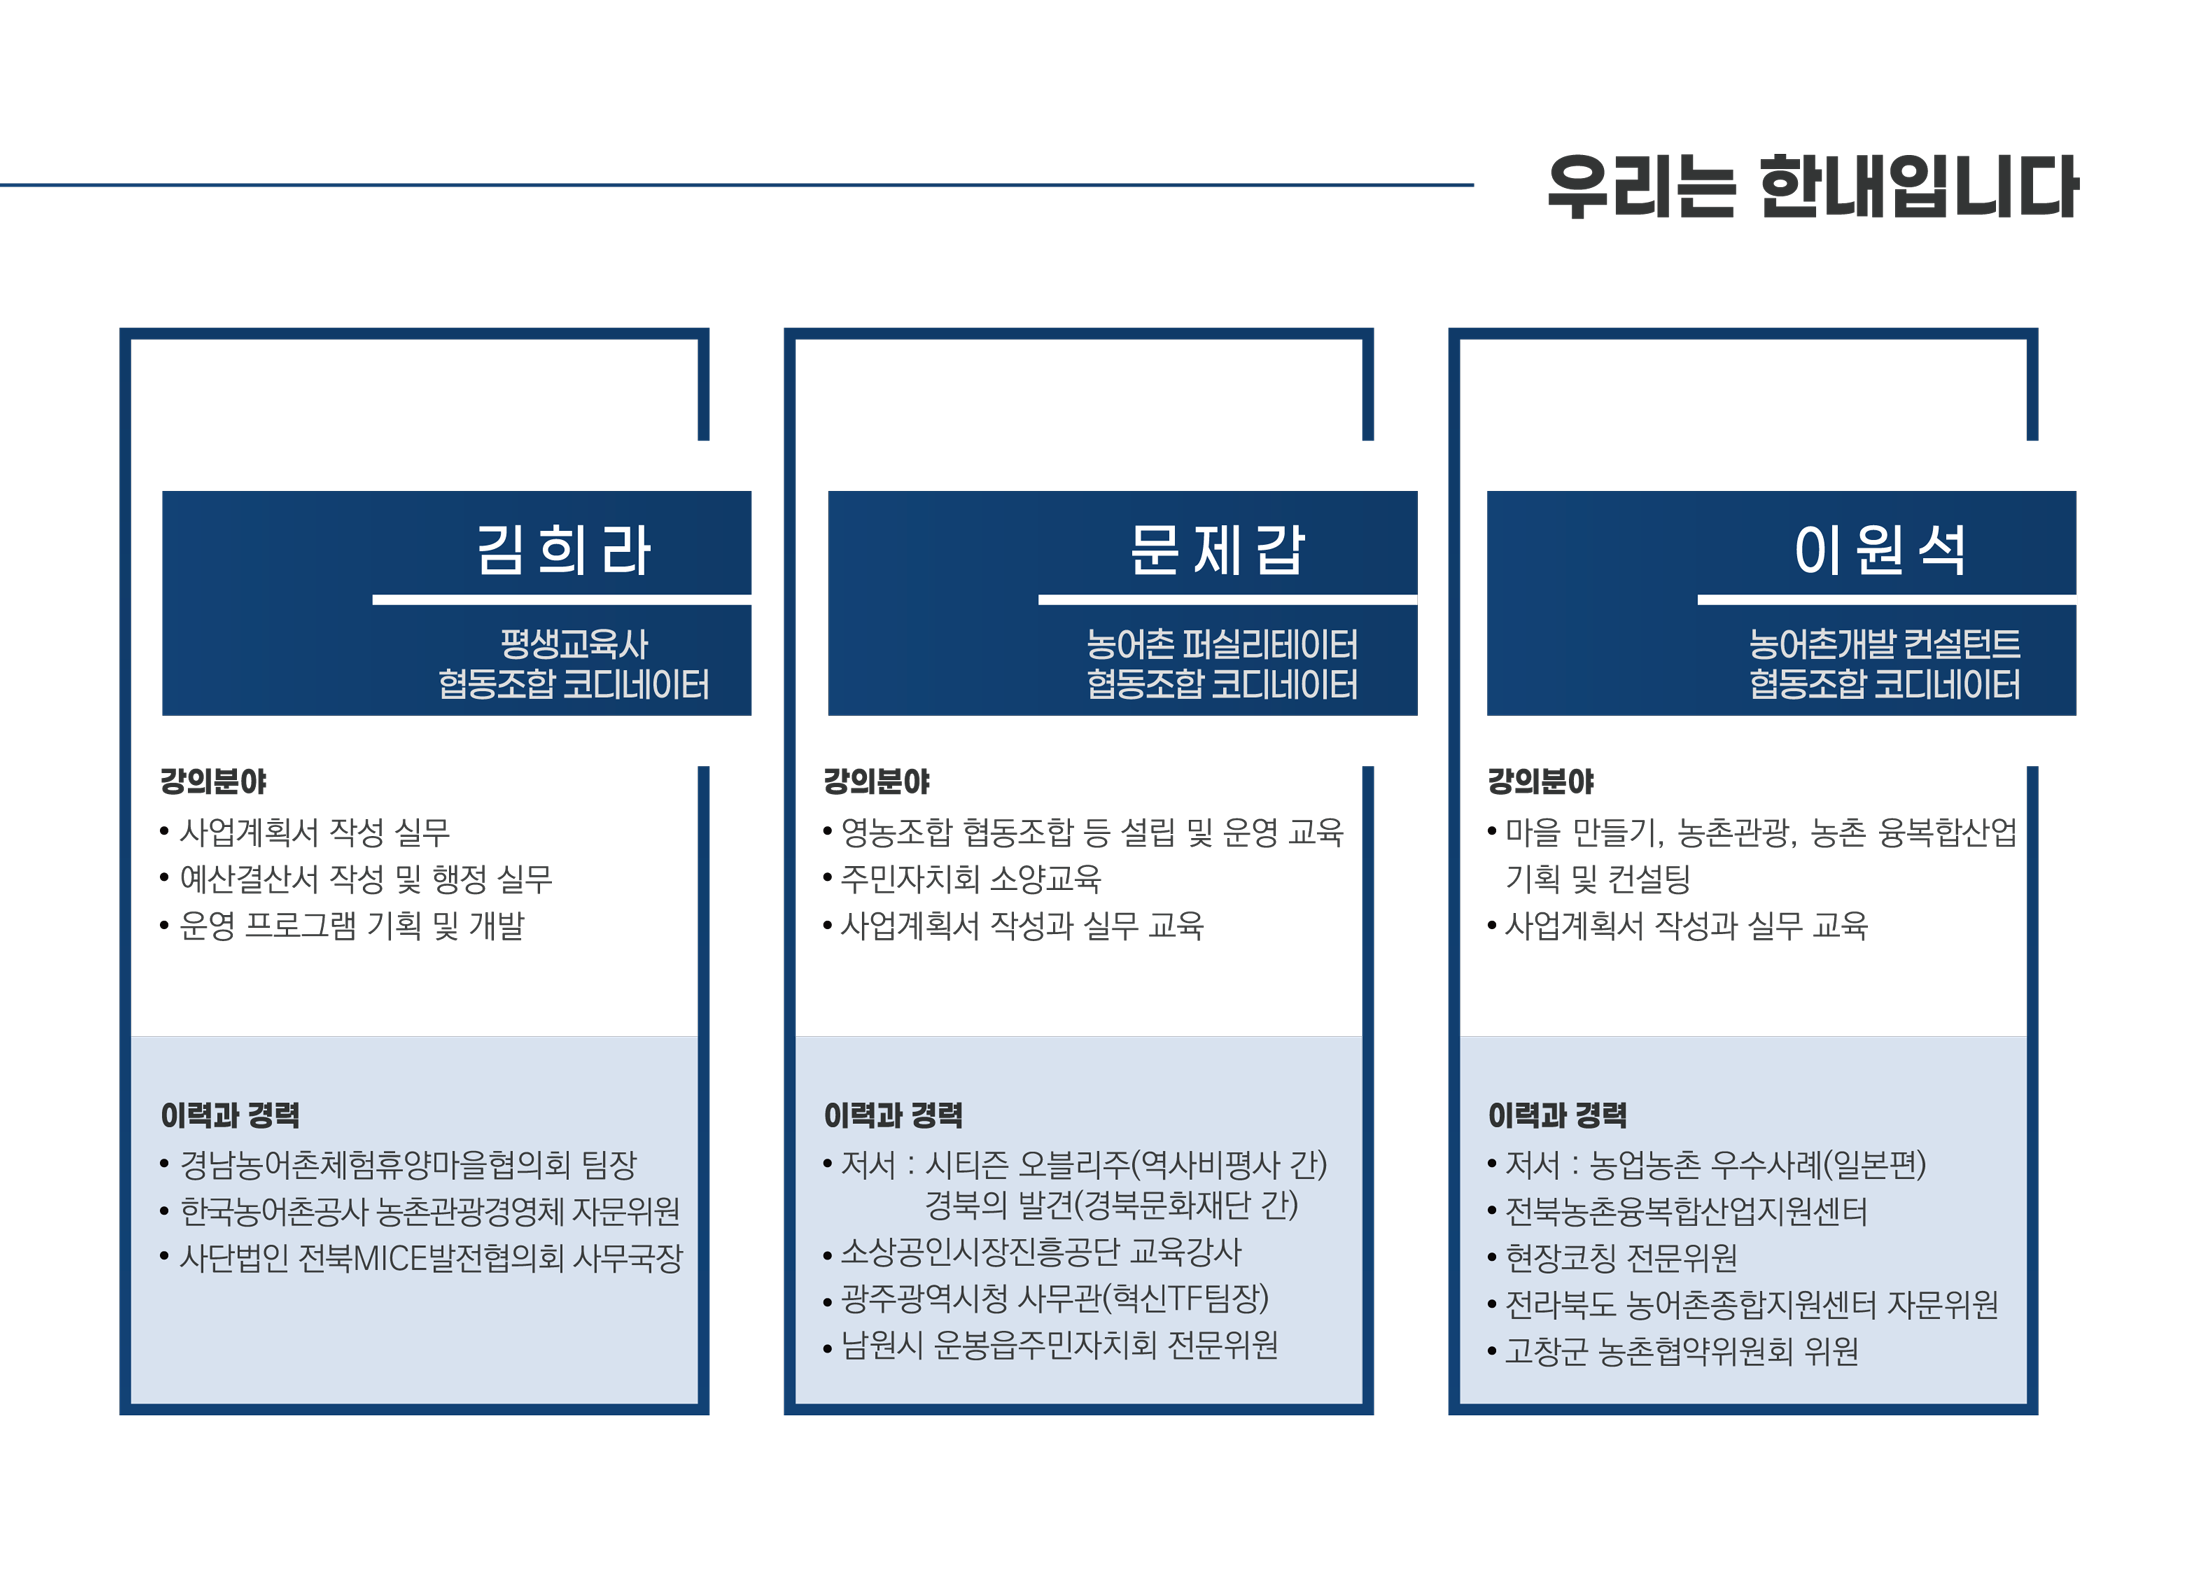 우리는 한내입니다
김희라
평생교육사
협동조합 코디네이터
강의분야
• 사업계획서 작성 실무
• 예산결산서 작성 및 행정 실무
• 운영 프로그램 기획 및 개발
이력과 경력
• 경남농어촌체험휴양마을협의회 팀장
• 한국농어촌공사 농촌관광경영체 자문위원
• 사단법인 전북MICE발전협의회 사무국장
문제갑
농어촌 퍼실리테이터
협동조합 코디네이터
강의분야
• 영농조합 협동조합 등 설립 및 운영 교육
• 주민자치회 소양교육
• 사업계획서 작성과 실무 교육
이력과 경력
• 저서 : 시티즌 오블리주(역사비평사 간)
경북의 발견(경북문화재단 간)
• 소상공인시장진흥공단 교육강사
• 광주광역시청 사무관(혁신TF팀장)
• 남원시 운봉읍주민자치회 전문위원
이원석
농어촌개발 컨설턴트
협동조합 코디네이터
강의분야
• 마을 만들기, 농촌관광, 농촌 융복합산업
기획 및 컨설팅
• 사업계획서 작성과 실무 교육
이력과 경력
• 저서 : 농업농촌 우수사례(일본편)
• 전북농촌융복합산업지원센터
• 현장코칭 전문위원
• 전라북도 농어촌종합지원센터 자문위원
• 고창군 농촌협약위원회 위원